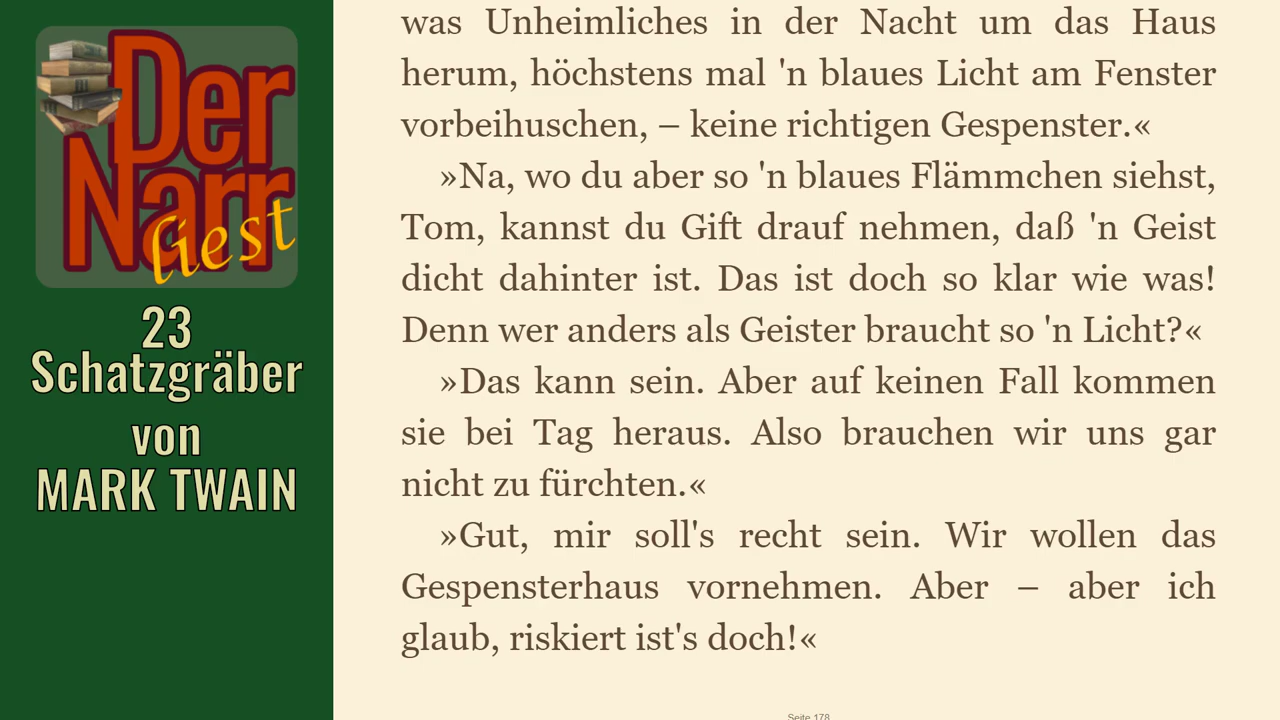 Der
Narr
liest
23
Schatzgräber
von
MARK TWAIN
was Unheimliches in der Nacht um das Haus
herum, höchstens mal 'n blaues Licht am Fenster
vorbeihuschen, – keine richtigen Gespenster.«
»Na, wo du aber so 'n blaues Flämmchen siehst,
Tom, kannst du Gift drauf nehmen, daß 'n Geist
dicht dahinter ist. Das ist doch so klar wie was!
Denn wer anders als Geister braucht so 'n Licht?«
»Das kann sein. Aber auf keinen Fall kommen
sie bei Tag heraus. Also brauchen wir uns gar
nicht zu fürchten.«
»Gut, mir soll's recht sein. Wir wollen das
Gespensterhaus vornehmen. Aber – aber ich
glaub, riskiert ist's doch!«
Seite 178